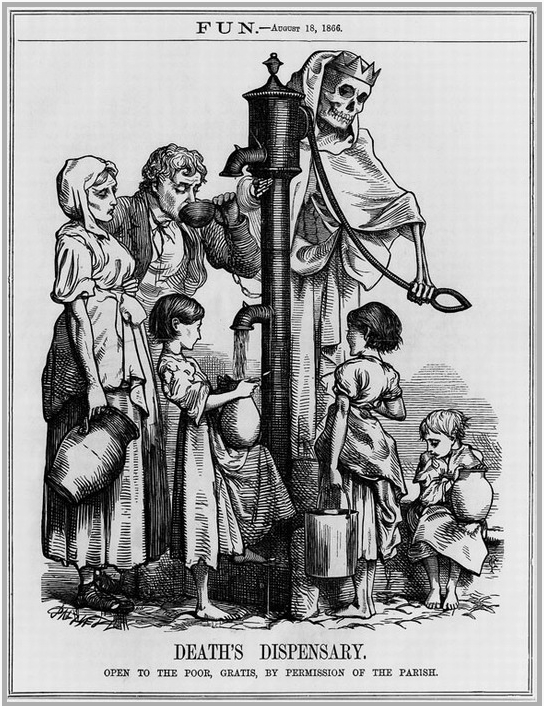 FUN.—AUGUST 18, 1866.
DEATH'S DISPENSARY.
OPEN TO THE POOR, GRATIS, BY PERMISSION OF THE PARISH.